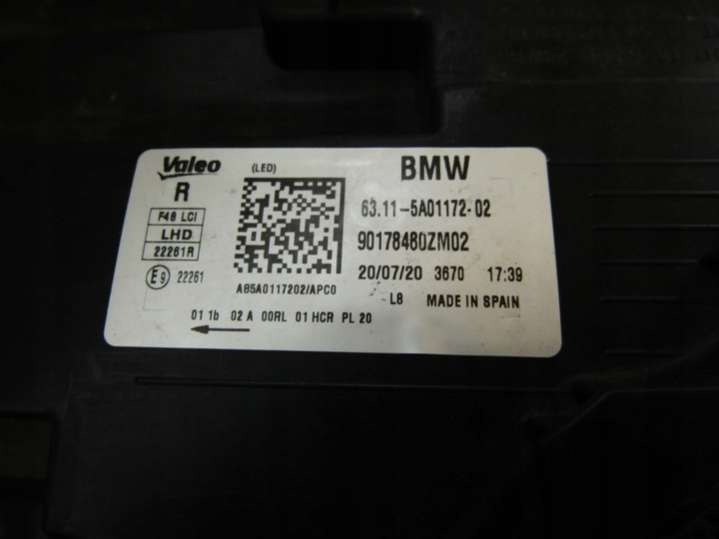 Valeo (LED) BMW
R
F48 LCI
LHD
22261R
E9 22261
A85A0117202/APC0
63.11-5A01172-02
90178480ZM02
20/07/20 3670 17:39
L8 MADE IN SPAIN
01 1b 02 A 00RL 01 HCR PL 20